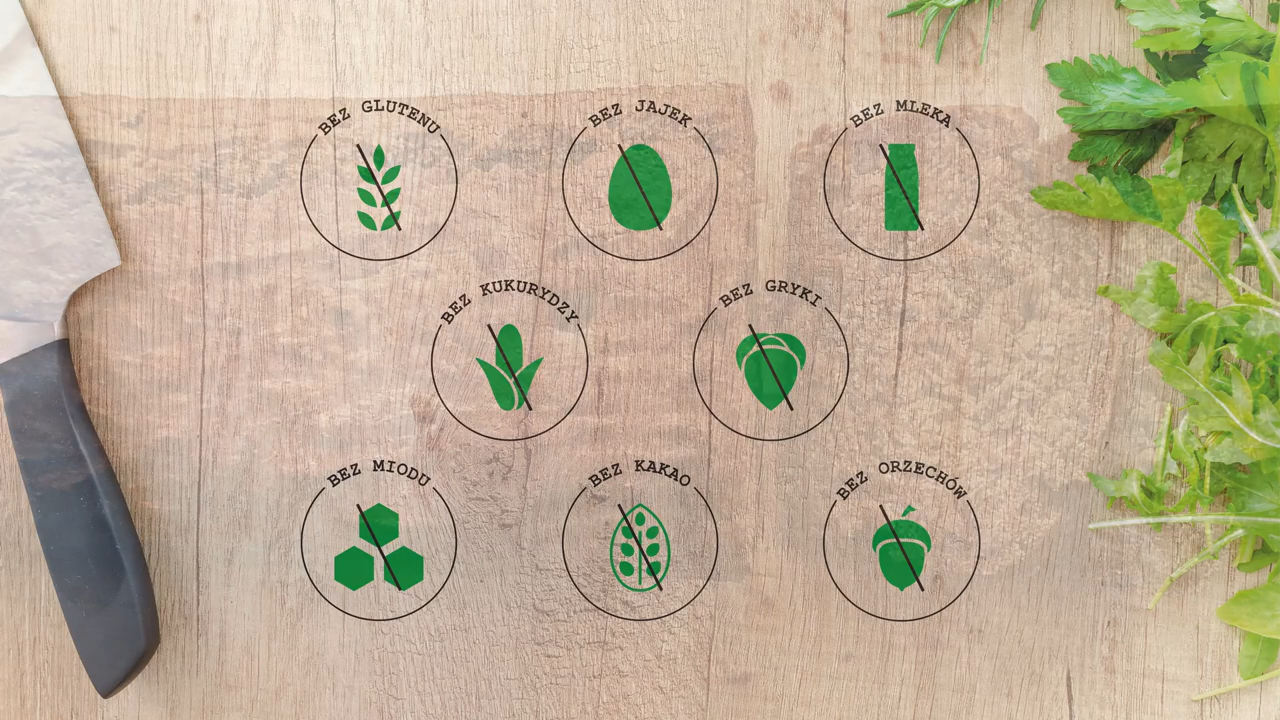 BEZ GLUTENU
BEZ JAJEK
BEZ MLEKA
BEZ KUKURYDZY
BEZ GRYKI
BEZ MIODU
BEZ KAKAO
BEZ ORZECHÓW